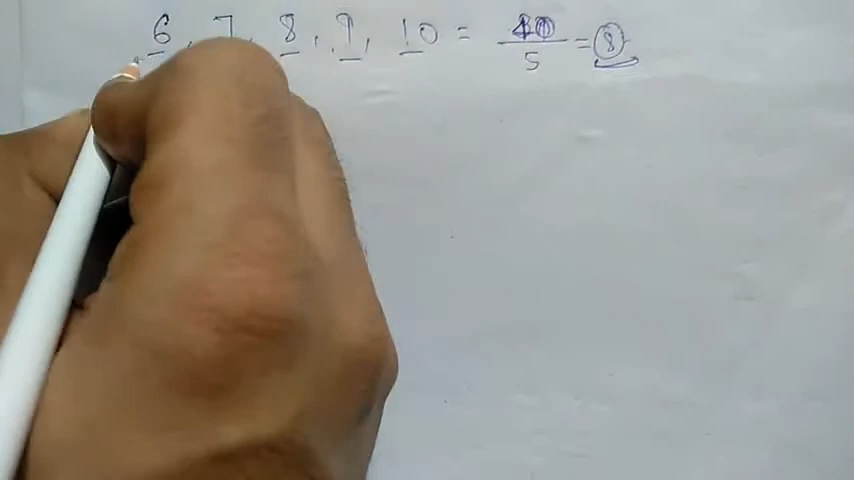 6, 7, 8, 9, 10 = 40/5 = 8